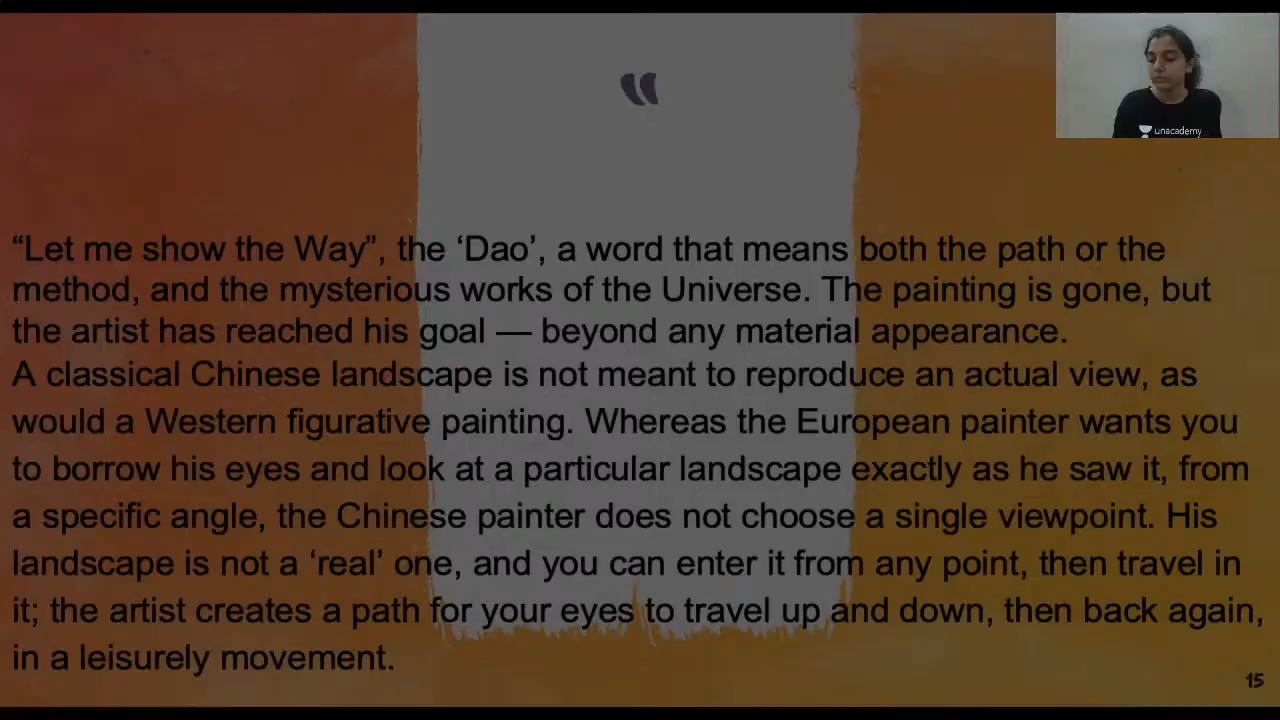 unacademy
“Let me show the Way”, the ‘Dao’, a word that means both the path or the
method, and the mysterious works of the Universe. The painting is gone, but
the artist has reached his goal — beyond any material appearance.
A classical Chinese landscape is not meant to reproduce an actual view, as
would a Western figurative painting. Whereas the European painter wants you
to borrow his eyes and look at a particular landscape exactly as he saw it, from
a specific angle, the Chinese painter does not choose a single viewpoint. His
landscape is not a ‘real’ one, and you can enter it from any point, then travel in
it; the artist creates a path for your eyes to travel up and down, then back again,
in a leisurely movement.
15